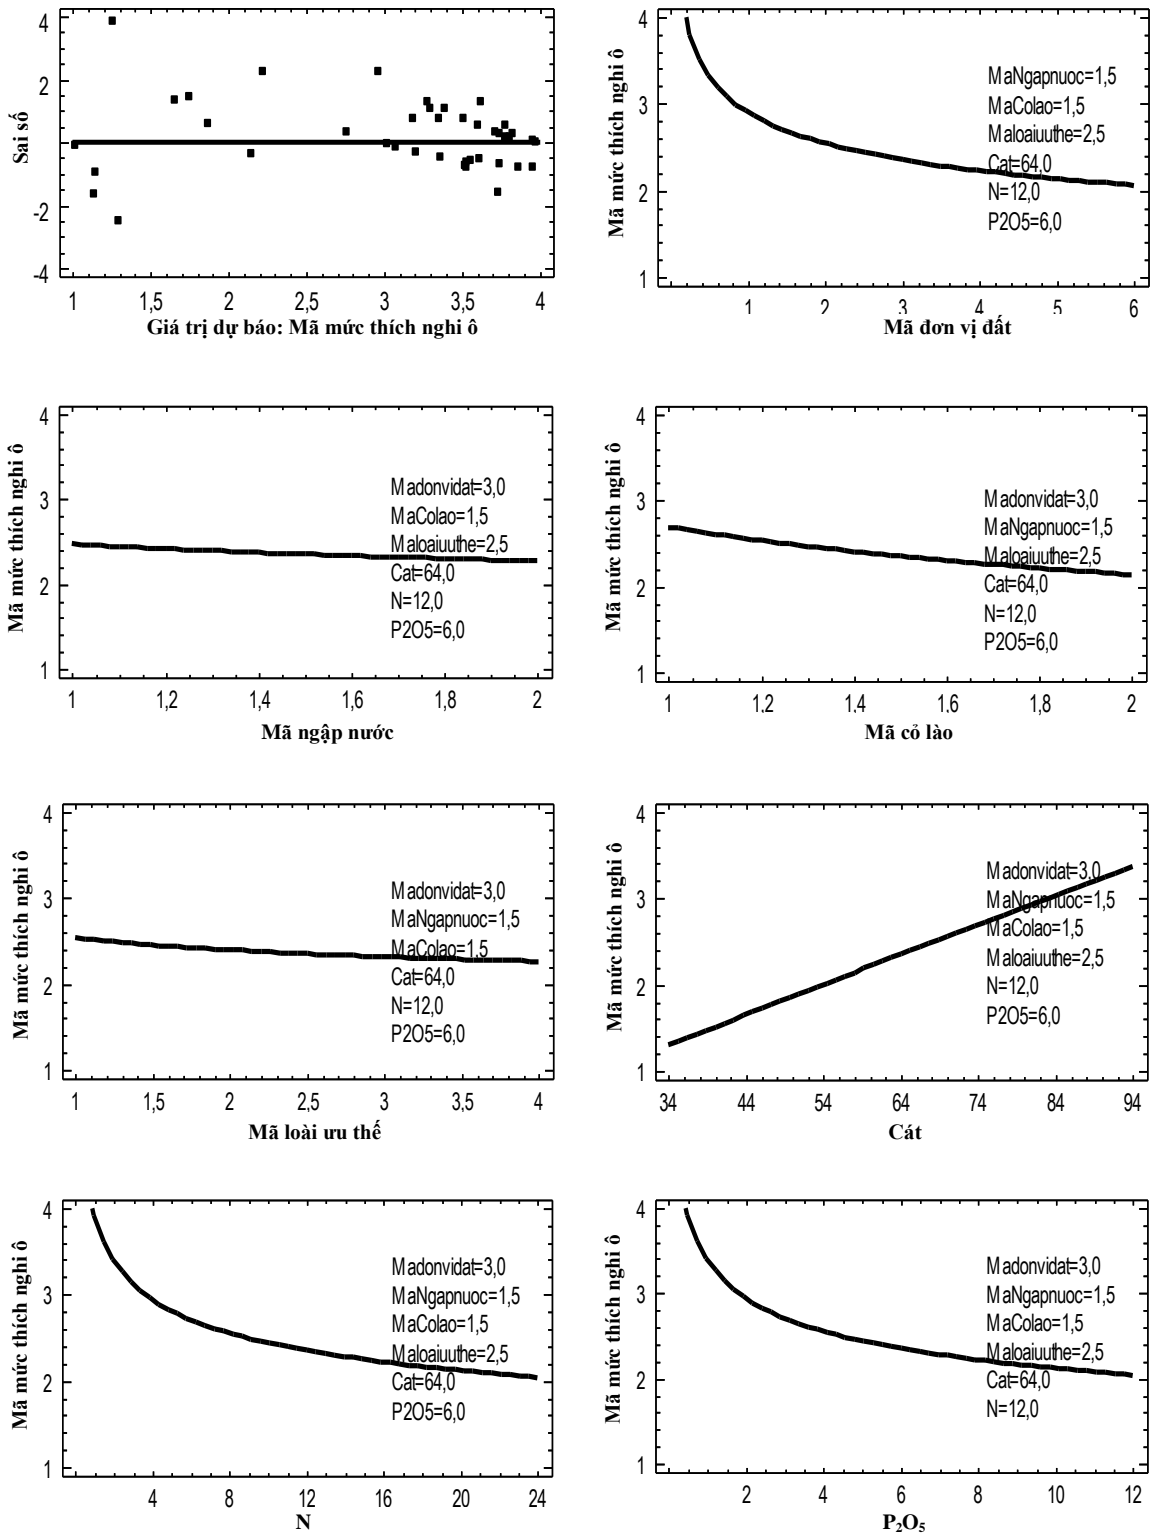 4
2
-2
-4
Sai số
1
1,5
2
2,5
3
3,5
4
Giá trị dự báo: Mã mức thích nghi ô
4
3
2
1
Mã mức thích nghi ô
MaNgapnuoc=1,5
MaColao=1,5
Maloaiuuthe=2,5
Cat=64,0
N=12,0
P2O5=6,0
1
2
3
4
5
6
Mã đơn vị đất
4
3
2
1
Mã mức thích nghi ô
Madonvidat=3,0
MaColao=1,5
Maloaiuuthe=2,5
Cat=64,0
N=12,0
P2O5=6,0
1
1,2
1,4
1,6
1,8
2
Mã ngập nước
4
3
2
1
Mã mức thích nghi ô
Madonvidat=3,0
MaNgapnuoc=1,5
Maloaiuuthe=2,5
Cat=64,0
N=12,0
P2O5=6,0
1
1,2
1,4
1,6
1,8
2
Mã cỏ lào
4
3
2
1
Mã mức thích nghi ô
Madonvidat=3,0
MaNgapnuoc=1,5
MaColao=1,5
Cat=64,0
N=12,0
P2O5=6,0
1
1,5
2
2,5
3
3,5
4
Mã loài ưu thế
4
3
2
1
Mã mức thích nghi ô
Madonvidat=3,0
MaNgapnuoc=1,5
MaColao=1,5
Maloaiuuthe=2,5
N=12,0
P2O5=6,0
34
44
54
64
74
84
94
Cát
4
3
2
1
Mã mức thích nghi ô
Madonvidat=3,0
MaNgapnuoc=1,5
MaColao=1,5
Maloaiuuthe=2,5
Cat=64,0
P2O5=6,0
4
8
12
16
20
24
N
4
3
2
1
Mã mức thích nghi ô
Madonvidat=3,0
MaNgapnuoc=1,5
MaColao=1,5
Maloaiuuthe=2,5
Cat=64,0
N=12,0
2
4
6
8
10
12
P₂O₅